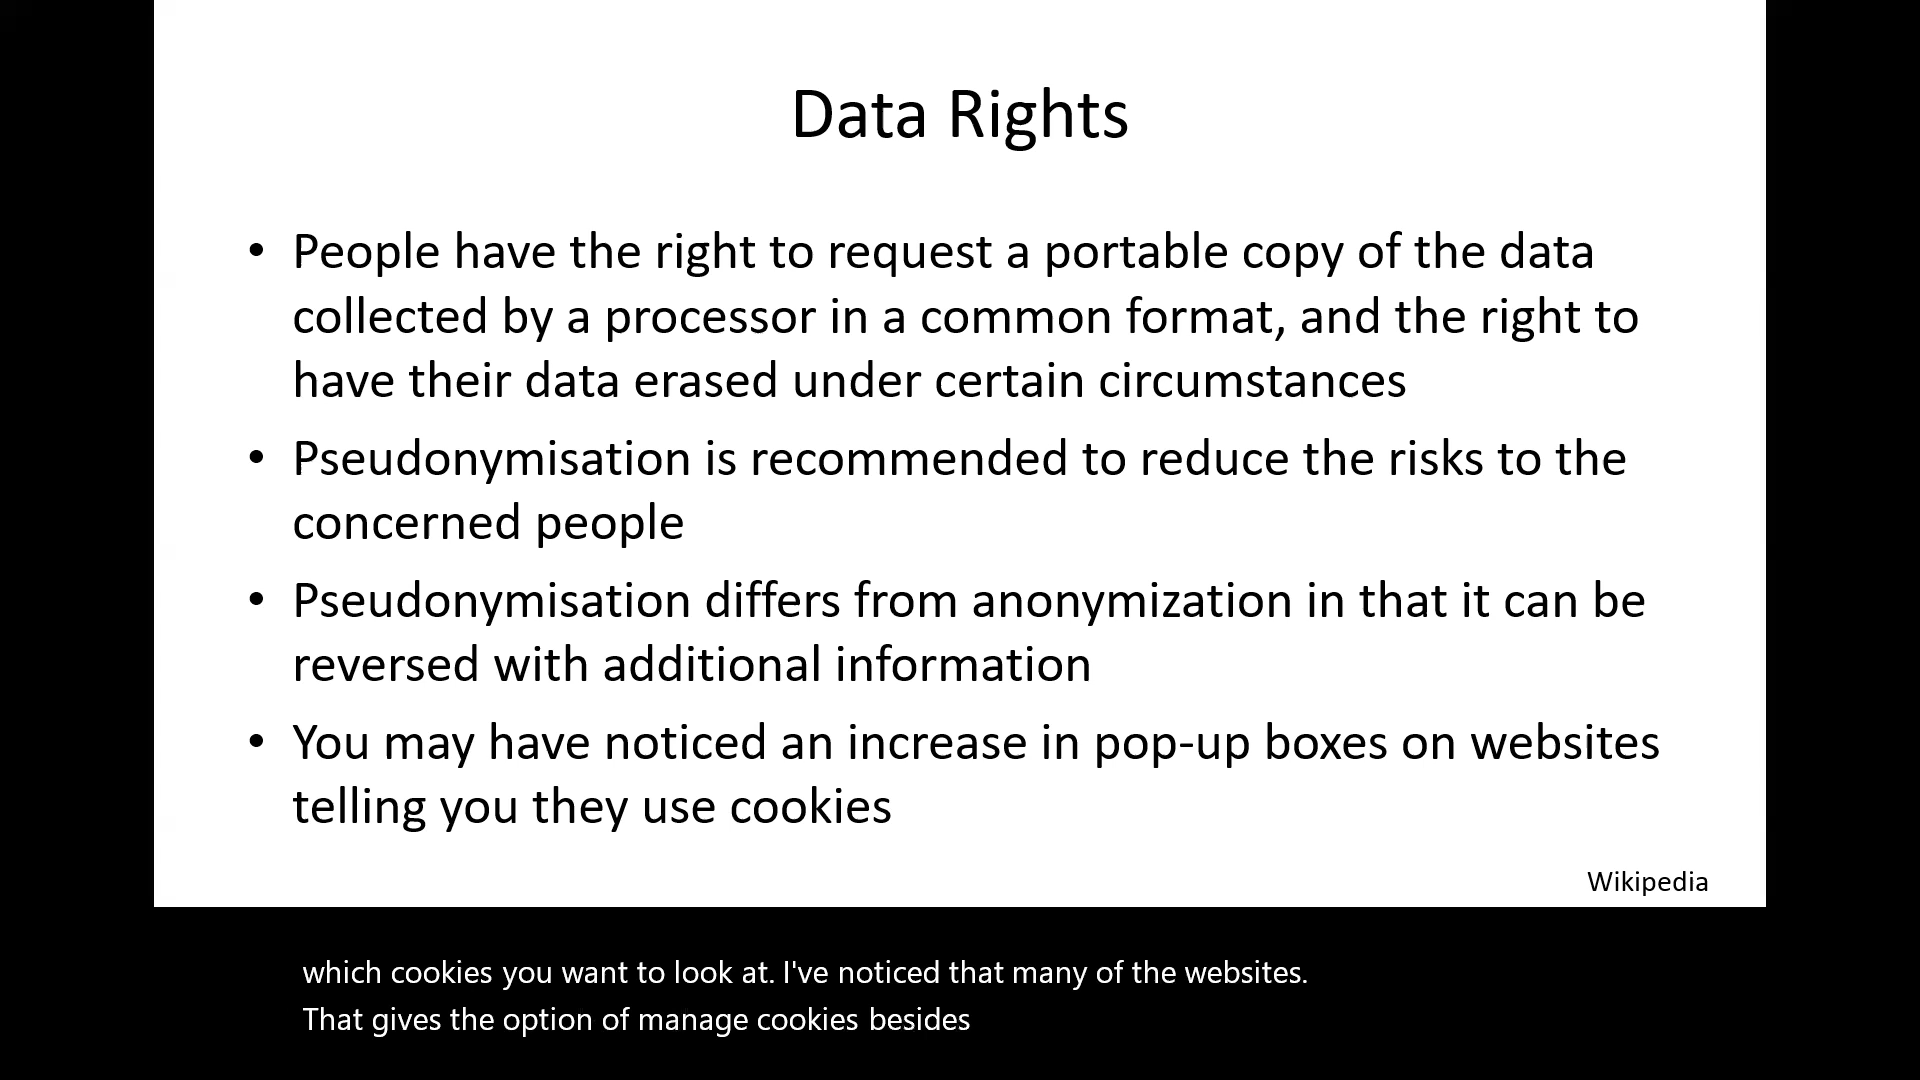 Data Rights
• People have the right to request a portable copy of the data
collected by a processor in a common format, and the right to
have their data erased under certain circumstances
• Pseudonymisation is recommended to reduce the risks to the
concerned people
• Pseudonymisation differs from anonymization in that it can be
reversed with additional information
• You may have noticed an increase in pop-up boxes on websites
telling you they use cookies
Wikipedia
which cookies you want to look at. I've noticed that many of the websites.
That gives the option of manage cookies besides